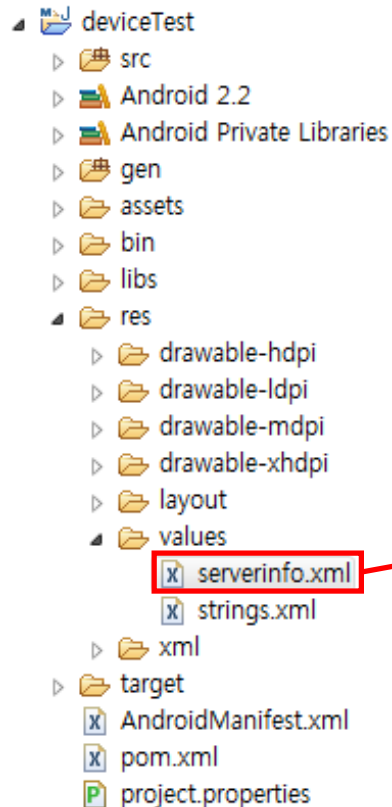 deviceTest
src
Android 2.2
Android Private Libraries
gen
assets
bin
libs
res
drawable-hdpi
drawable-ldpi
drawable-mdpi
drawable-xhdpi
layout
values
serverinfo.xml
strings.xml
xml
target
AndroidManifest.xml
pom.xml
project.properties